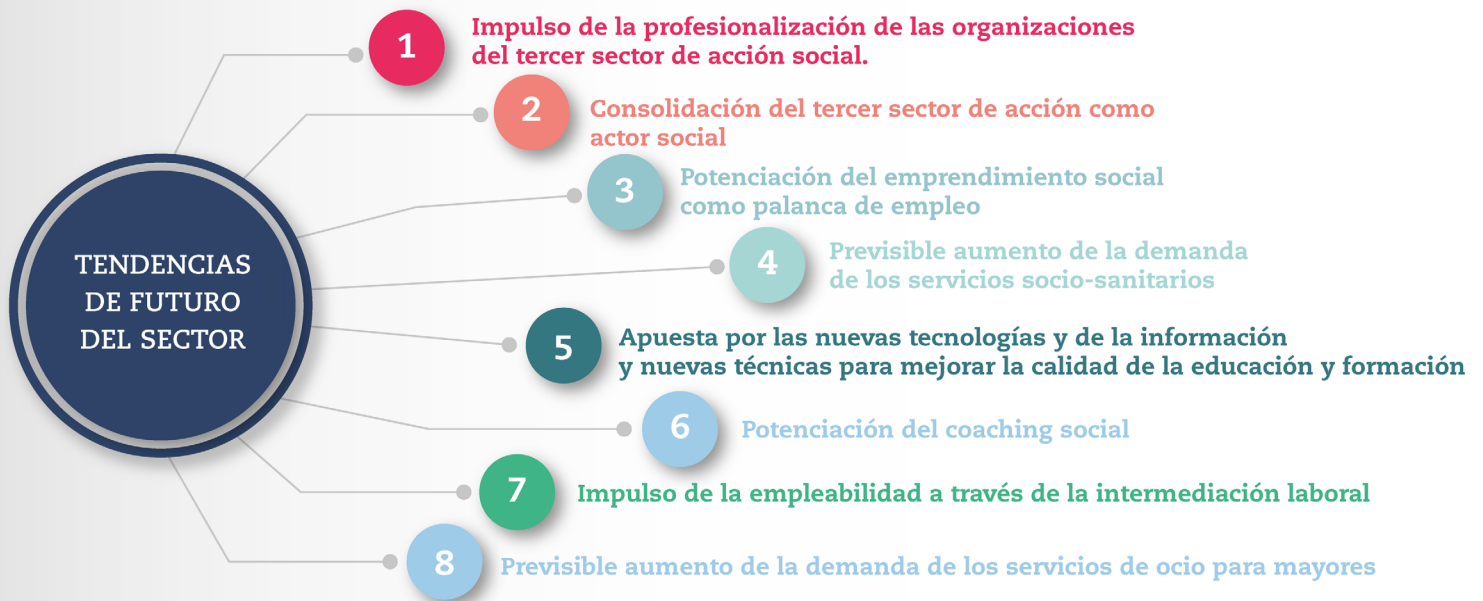 TENDENCIAS
DE FUTURO
DEL SECTOR
1
Impulso de la profesionalización de las organizaciones
del tercer sector de acción social.
2
Consolidación del tercer sector de acción como
actor social
3
Potenciación del emprendimiento social
como palanca de empleo
4
Previsible aumento de la demanda
de los servicios socio-sanitarios
5
Apuesta por las nuevas tecnologías y de la información
y nuevas técnicas para mejorar la calidad de la educación y formación
6
Potenciación del coaching social
7
Impulso de la empleabilidad a través de la intermediación laboral
8
Previsible aumento de la demanda de los servicios de ocio para mayores